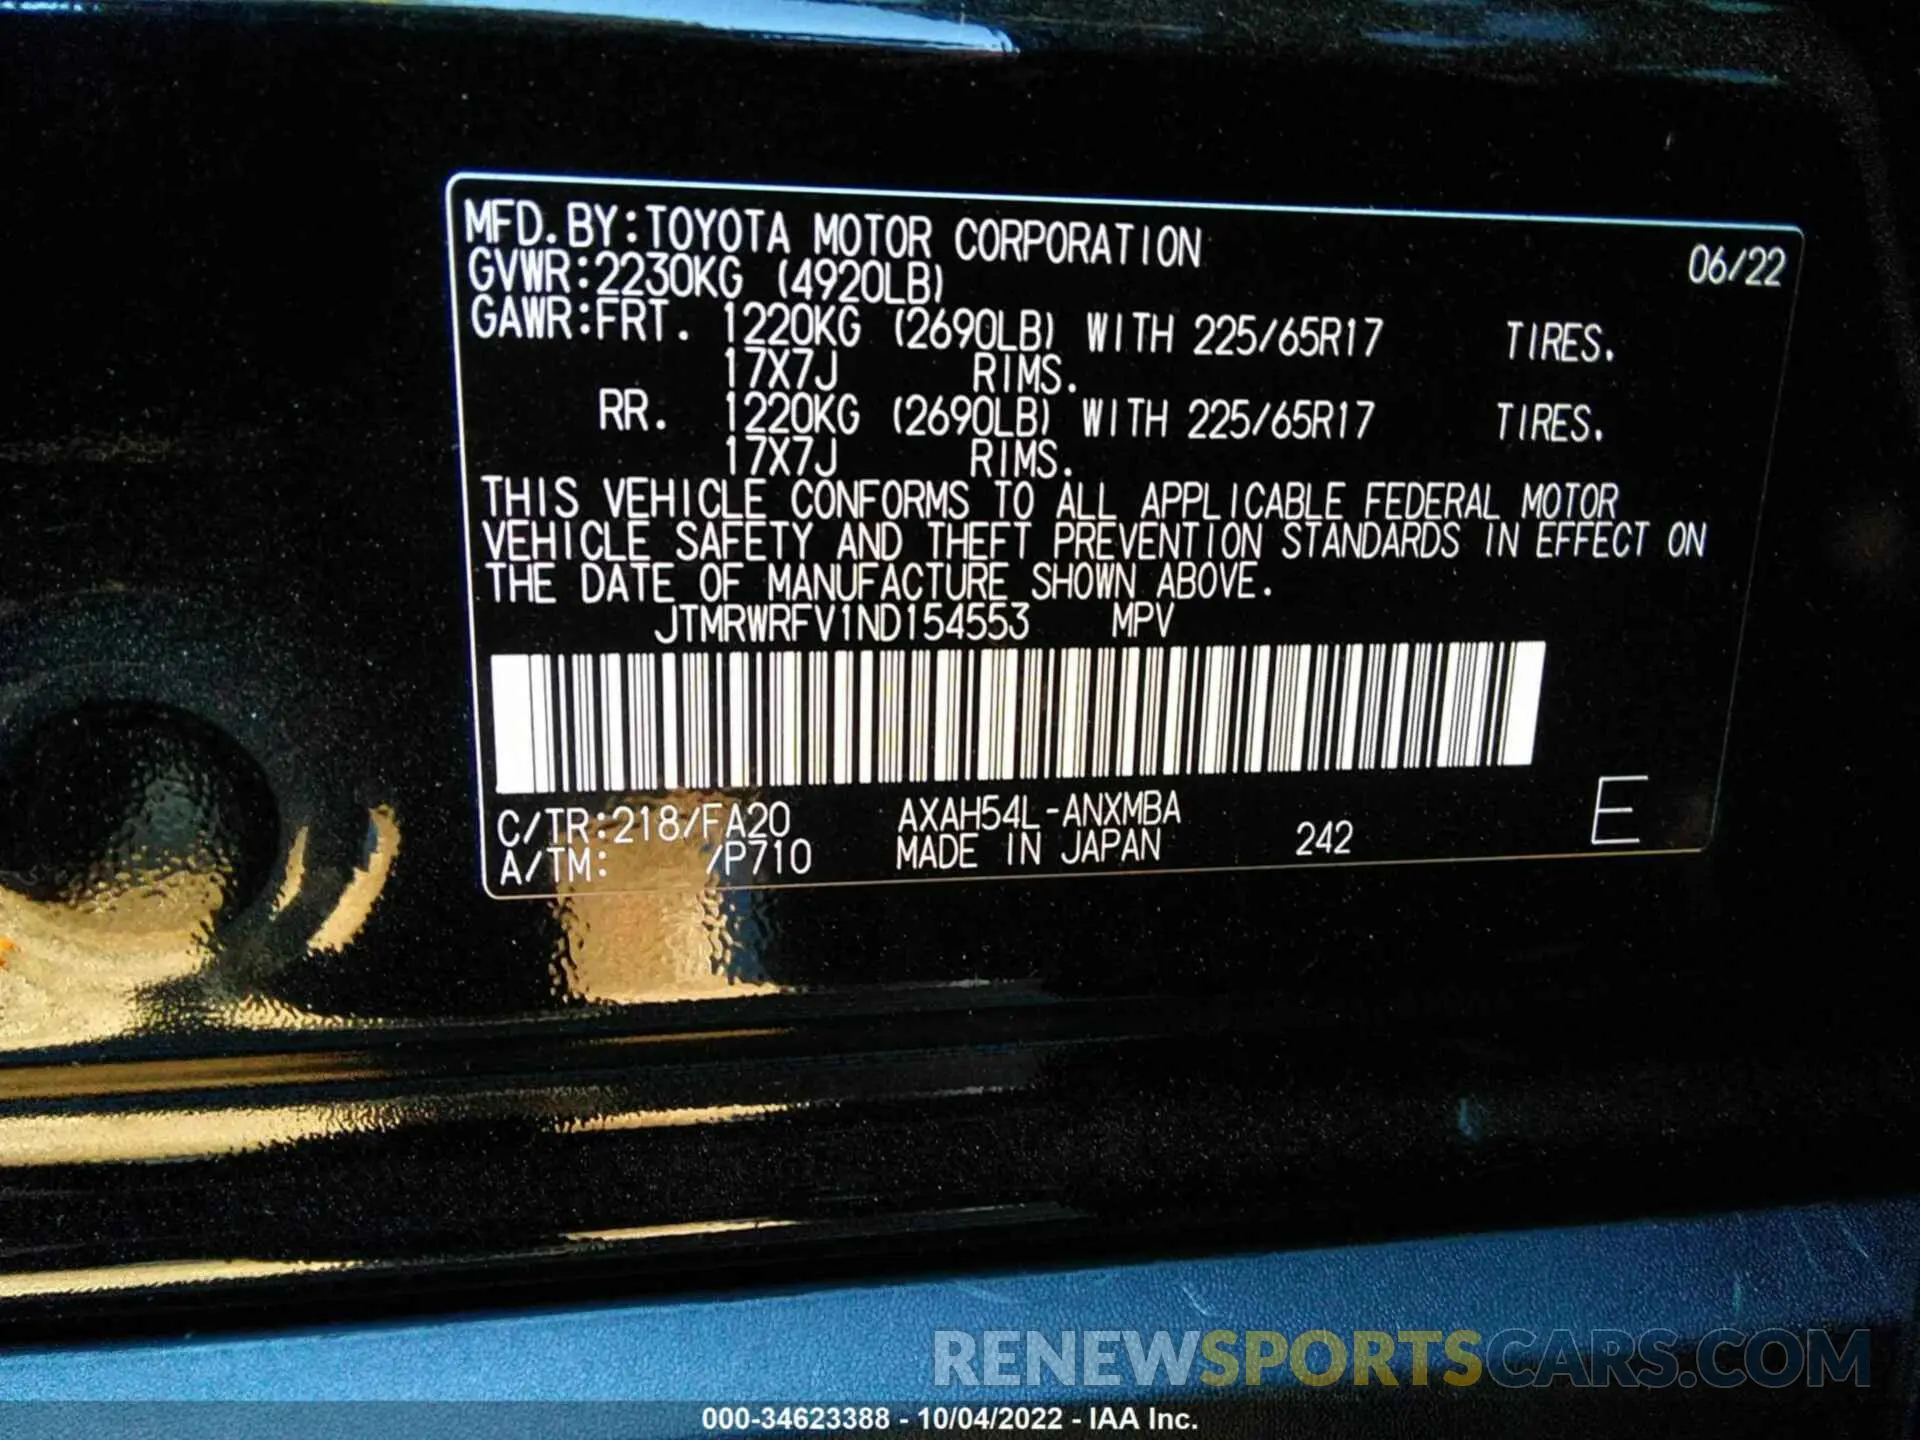 MFD. BY:TOYOTA MOTOR CORPORATION 06/22
GVWR:2230KG (4920LB)
GAWR:FRT. 1220KG (2690LB) WITH 225/65R17 TIRES.
17X7J RIMS.
RR. 1220KG (2690LB) WITH 225/65R17 TIRES.
17X7J RIMS.
THIS VEHICLE CONFORMS TO ALL APPLICABLE FEDERAL MOTOR
VEHICLE SAFETY AND THEFT PREVENTION STANDARDS IN EFFECT ON
THE DATE OF MANUFACTURE SHOWN ABOVE.
JTMRWRFV1ND154553 MPV
C/TR:218/FA20 AXAH54L-ANXMBA
A/TM: /P710 MADE IN JAPAN 242 E
RENEWSPORTSCARS.COM
000-34623388 - 10/04/2022 - IAA Inc.